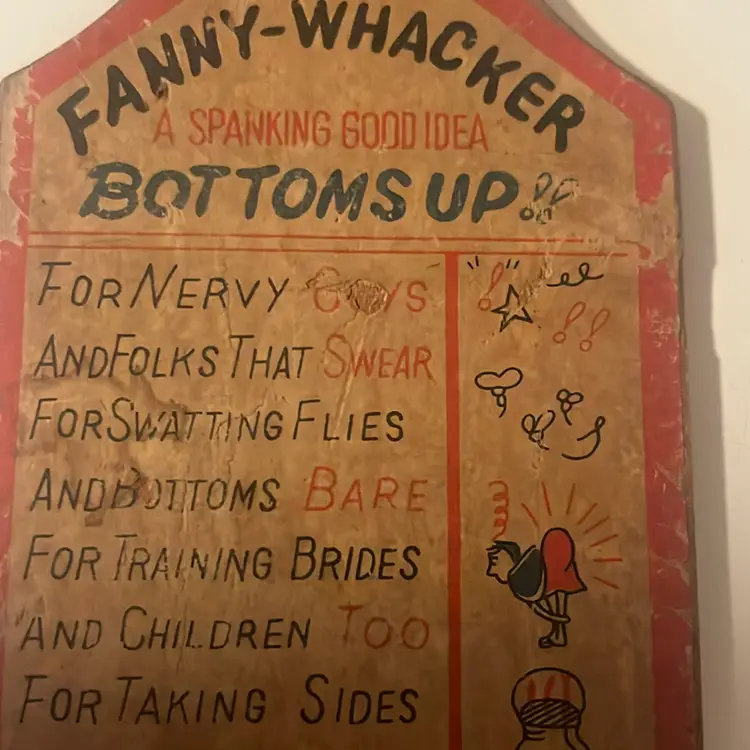 FANNY-WHACKER
A SPANKING GOOD IDEA
BOTTOMS UP!!
FOR NERVY GUYS
AND FOLKS THAT SWEAR
FOR SWATTING FLIES
AND BOTTOMS BARE
FOR TRAINING BRIDES
AND CHILDREN TOO
FOR TAKING SIDES